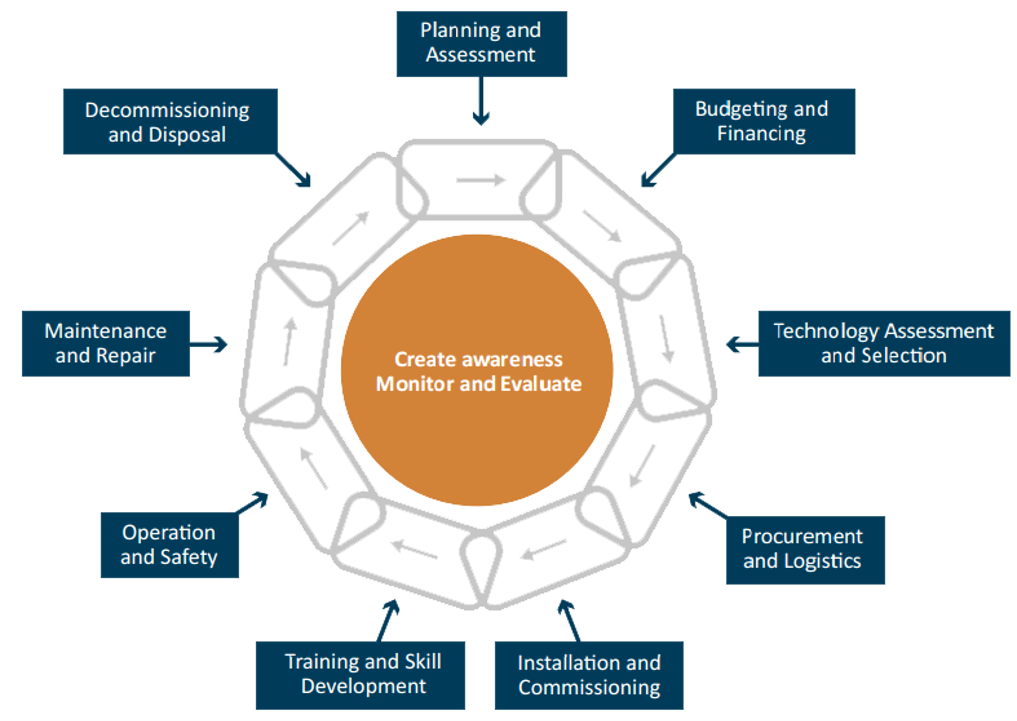 Planning and
Assessment
Decommissioning
and Disposal
Budgeting and
Financing
Maintenance
and Repair
Create awareness
Monitor and Evaluate
Technology Assessment
and Selection
Operation
and Safety
Procurement
and Logistics
Training and Skill
Development
Installation and
Commissioning